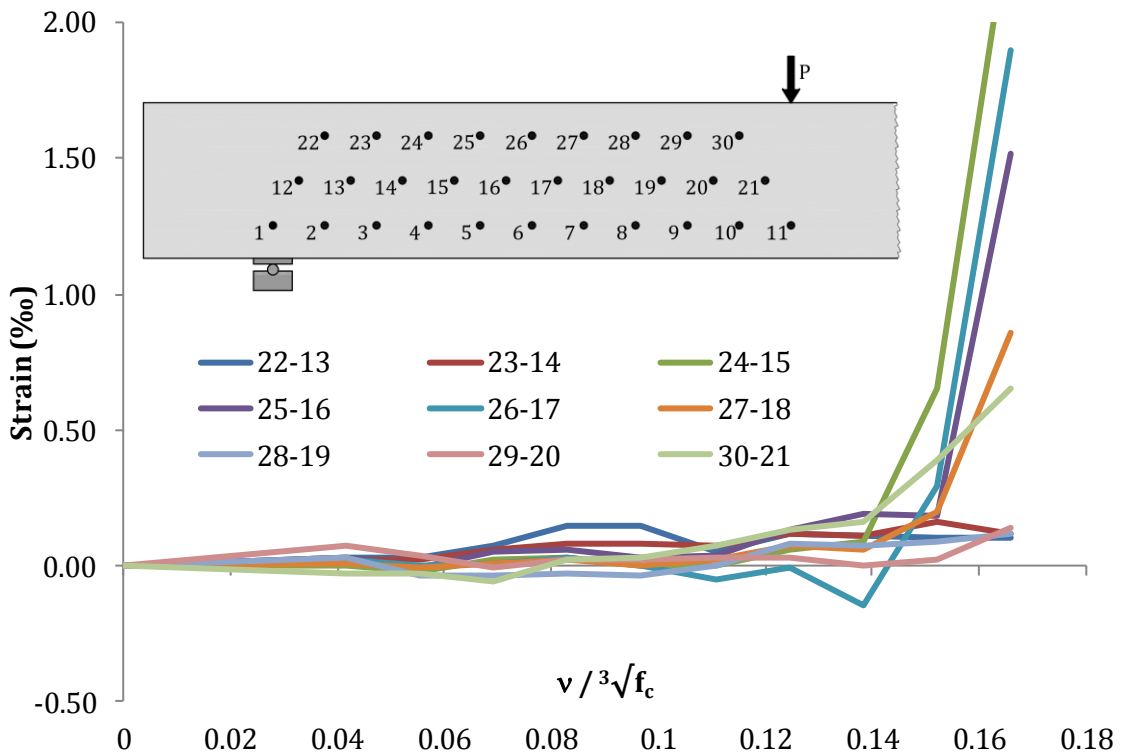 2.00
P
22 23 24 25 26 27 28 29 30
1.50
12 13 14 15 16 17 18 19 20 21
1 2 3 4 5 6 7 8 9 10 11
1.00
Strain (‰)
22-13 23-14 24-15
25-16 26-17 27-18
0.50
28-19 29-20 30-21
0.00
ν / ³√f꜀
-0.50
0 0.02 0.04 0.06 0.08 0.1 0.12 0.14 0.16 0.18